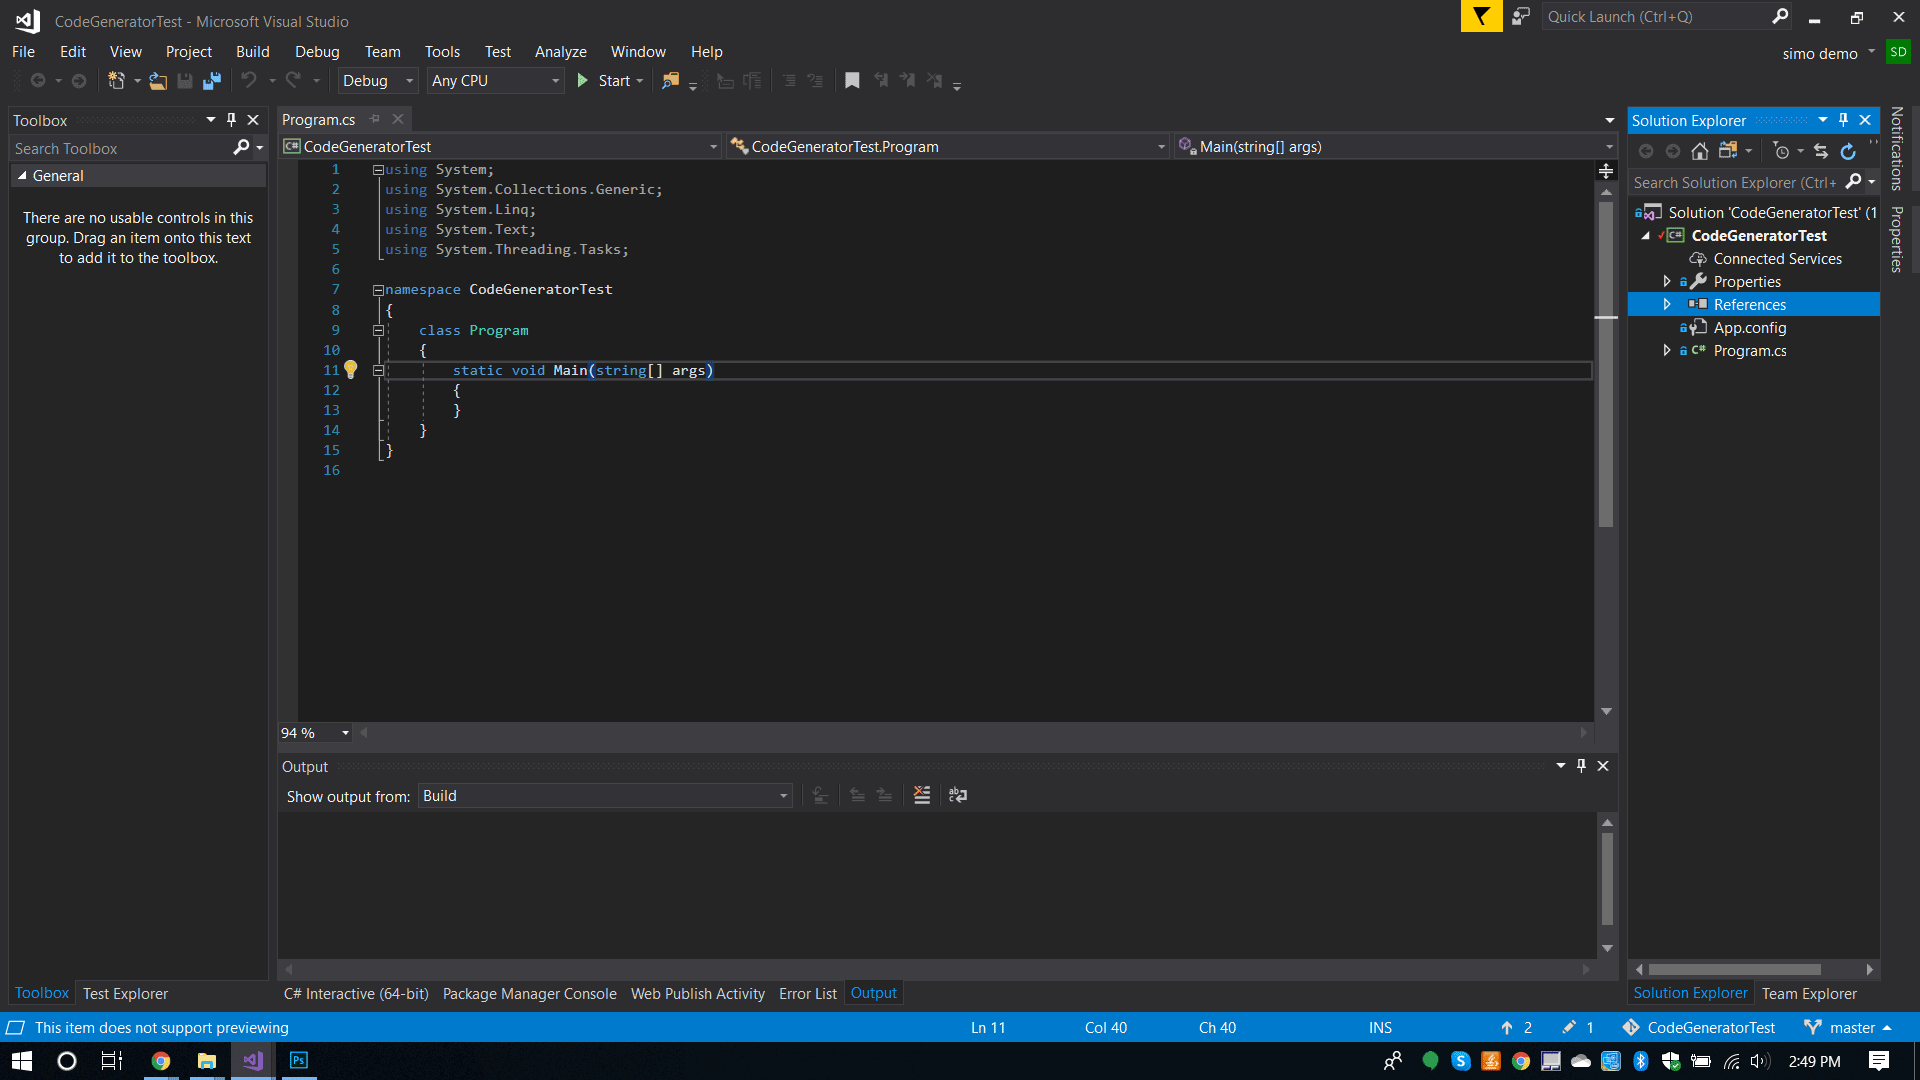 CodeGeneratorTest - Microsoft Visual Studio
Quick Launch (Ctrl+Q)
File Edit View Project Build Debug Team Tools Test Analyze Window Help
simo demo SD
Debug Any CPU Start
Toolbox
Search Toolbox
General
There are no usable controls in this
group. Drag an item onto this text
to add it to the toolbox.
Program.cs
C# CodeGeneratorTest CodeGeneratorTest.Program Main(string[] args)
1 using System;
2 using System.Collections.Generic;
3 using System.Linq;
4 using System.Text;
5 using System.Threading.Tasks;
6
7 namespace CodeGeneratorTest
8 {
9 class Program
10 {
11 static void Main(string[] args)
12 {
13 }
14 }
15 }
16
94 %
Output
Show output from: Build
Solution Explorer
Search Solution Explorer (Ctrl+
Solution 'CodeGeneratorTest' (1
C# CodeGeneratorTest
Connected Services
Properties
References
App.config
C# Program.cs
Notifications
Properties
Toolbox Test Explorer
C# Interactive (64-bit) Package Manager Console Web Publish Activity Error List Output
Solution Explorer Team Explorer
This item does not support previewing Ln 11 Col 40 Ch 40 INS 2 1 CodeGeneratorTest master
Ps 2:49 PM